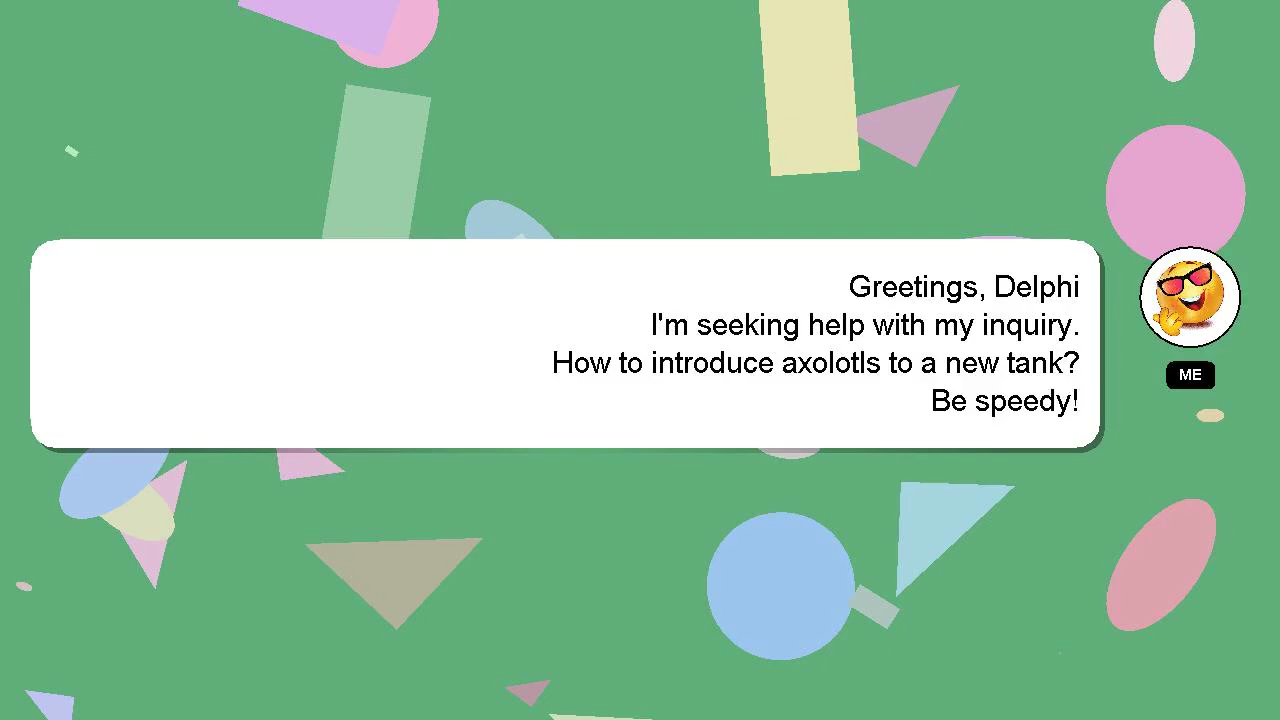 Greetings, Delphi
I'm seeking help with my inquiry.
How to introduce axolotls to a new tank?
Be speedy!
ME